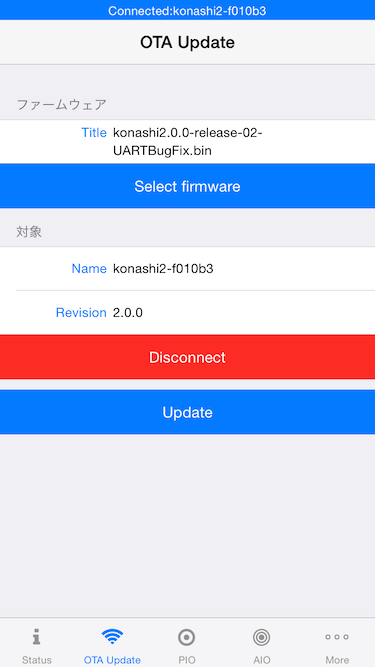 Connected:konashi2-f010b3
OTA Update
ファームウェア
Title konashi2.0.0-release-02-
UARTBugFix.bin
Select firmware
対象
Name konashi2-f010b3
Revision 2.0.0
Disconnect
Update
Status OTA Update PIO AIO More